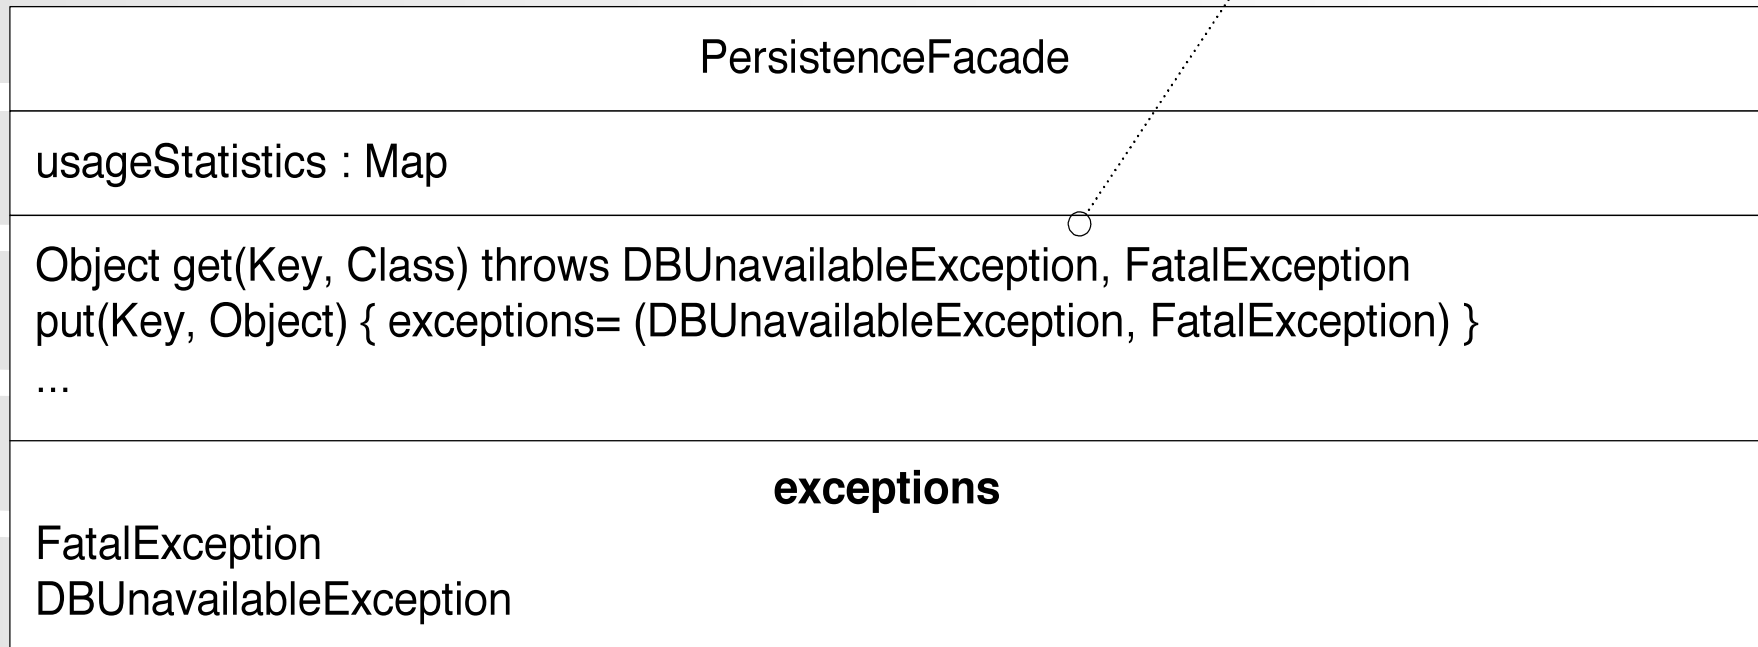 PersistenceFacade
usageStatistics : Map
Object get(Key, Class) throws DBUnavailableException, FatalException
put(Key, Object) { exceptions= (DBUnavailableException, FatalException) }
...
exceptions
FatalException
DBUnavailableException